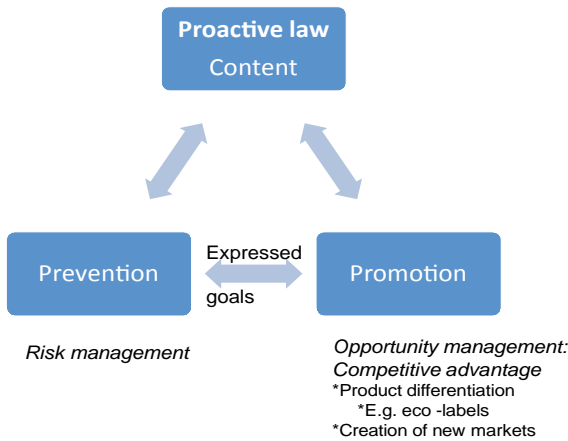 Proactive law
Content
Expressed
goals
Prevention
Promotion
Risk management
Opportunity management:
Competitive advantage
*Product differentiation
*E.g. eco -labels
*Creation of new markets